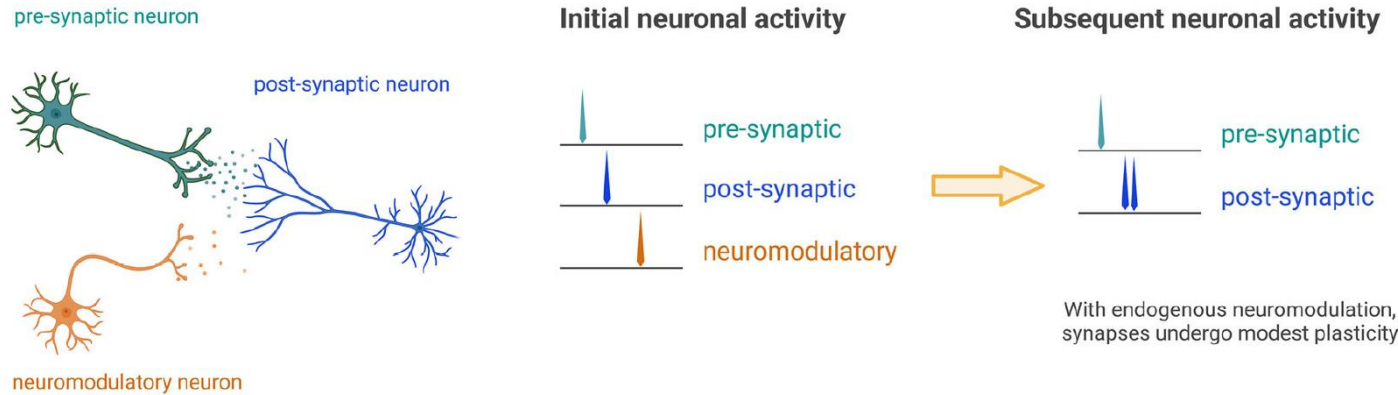 pre-synaptic neuron
post-synaptic neuron
neuromodulatory neuron
Initial neuronal activity
pre-synaptic
post-synaptic
neuromodulatory
Subsequent neuronal activity
pre-synaptic
post-synaptic
With endogenous neuromodulation,
synapses undergo modest plasticity